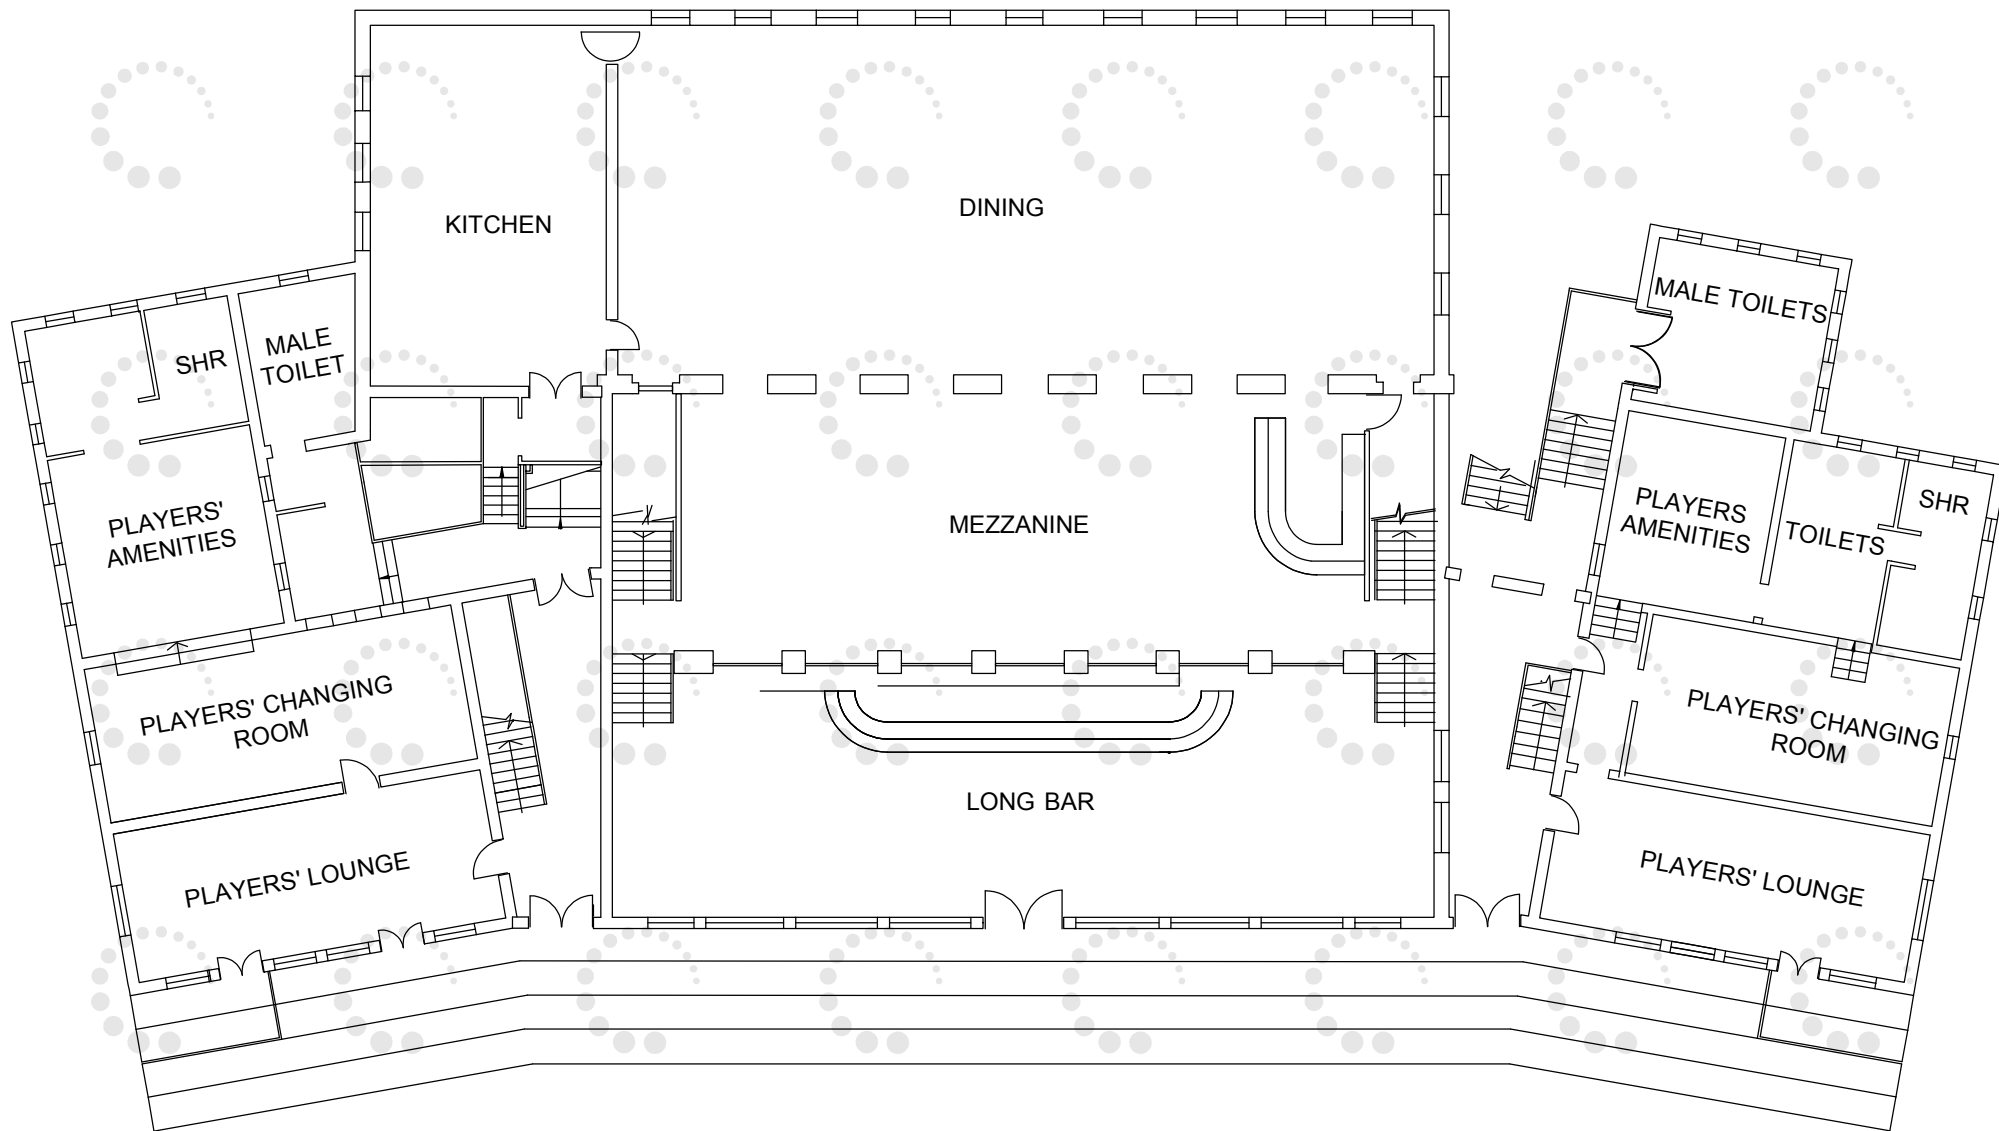 DINING
KITCHEN
MALE TOILETS
MALE
TOILET
SHR
PLAYERS'
AMENITIES
MEZZANINE
PLAYERS
AMENITIES
TOILETS
SHR
PLAYERS' CHANGING
ROOM
PLAYERS' CHANGING
ROOM
LONG BAR
PLAYERS' LOUNGE
PLAYERS' LOUNGE